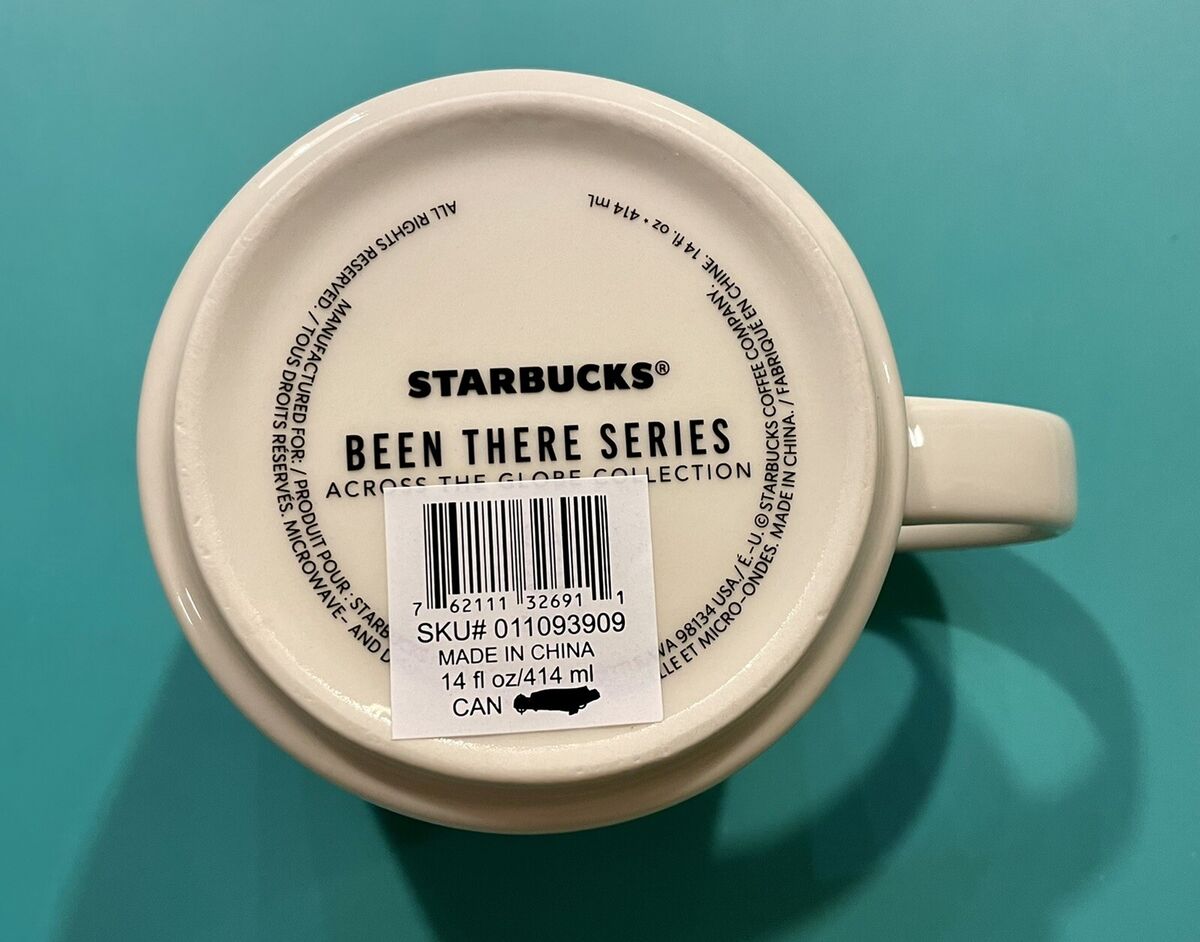 STARBUCKS®
BEEN THERE SERIES
ACROSS THE GLOBE COLLECTION
7 62111 32691 1
SKU# 011093909
MADE IN CHINA
14 fl oz/414 ml
CAN
MANUFACTURED FOR: / PRODUIT POUR : STARB
WA 98134 USA / É.-U. © STARBUCKS COFFEE COMPANY.
ALL RIGHTS RESERVED. / TOUS DROITS RÉSERVÉS. MICROWAVE- AND D
LLE ET MICRO-ONDES. MADE IN CHINA. / FABRIQUÉ EN CHINE. 14 fl. oz • 414 mL